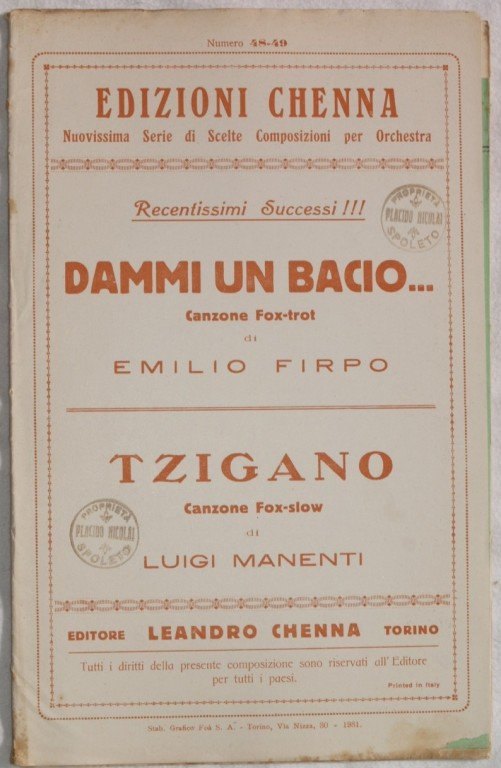 Numero 48-49
EDIZIONI CHENNA
Nuovissima Serie di Scelte Composizioni per Orchestra
Recentissimi Successi!!!
PROPRIETÀ
PLACIDO NICOLAI
SPOLETO
DAMMI UN BACIO...
Canzone Fox-trot
di
EMILIO FIRPO
TZIGANO
Canzone Fox-slow
di
LUIGI MANENTI
PROPRIETÀ
PLACIDO NICOLAI
SPOLETO
EDITORE LEANDRO CHENNA TORINO
Tutti i diritti della presente composizione sono riservati all'Editore
per tutti i paesi.
Printed in Italy
Stab. Grafico Foà S. A. - Torino, Via Nizza, 30 - 1931.